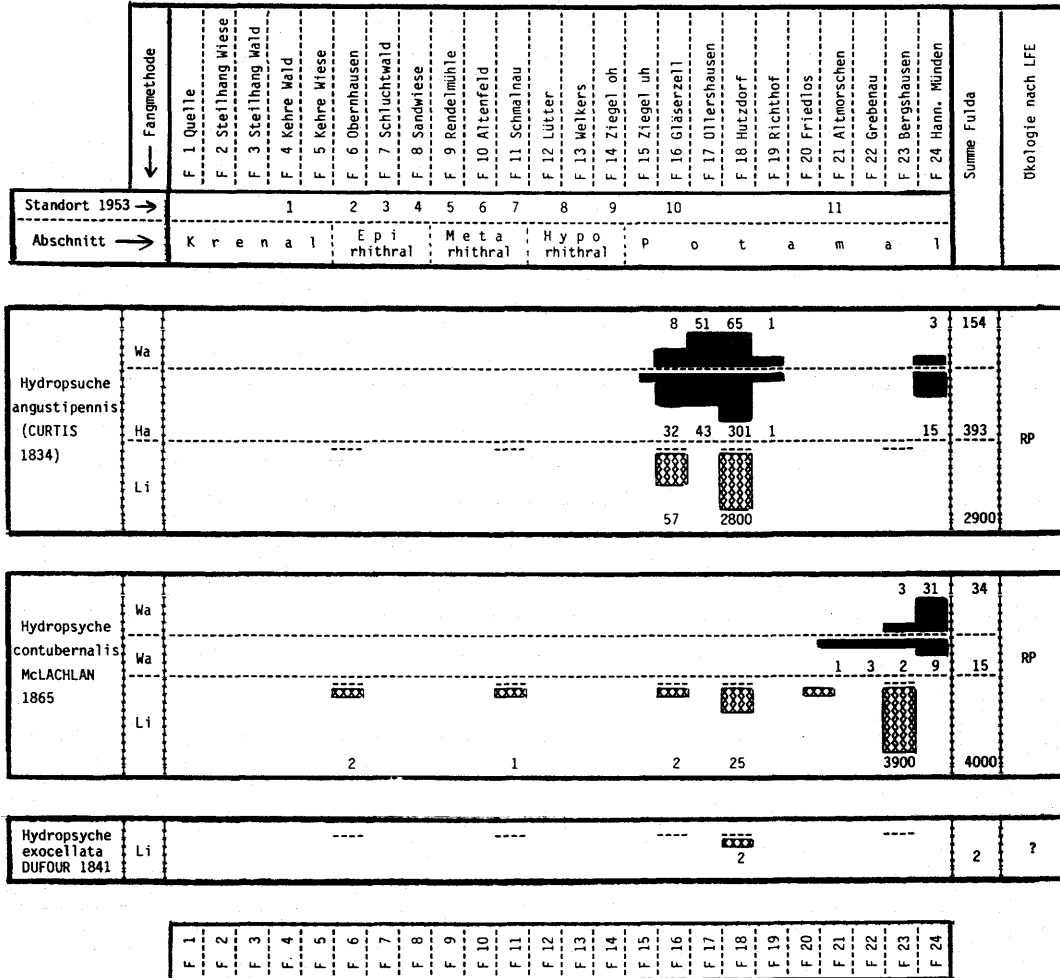 Fangmethode
F 1 Quelle
F 2 Steilhang Wiese
F 3 Steilhang Wald
F 4 Kehre Wald
F 5 Kehre Wiese
F 6 Obernhausen
F 7 Schluchtwald
F 8 Sandwiese
F 9 Rendelmühle
F 10 Altenfeld
F 11 Schmalnau
F 12 Lütter
F 13 Welkers
F 14 Ziegel oh
F 15 Ziegel uh
F 16 Gläserzell
F 17 Ollershausen
F 18 Hutzdorf
F 19 Richthof
F 20 Friedlos
F 21 Altmorschen
F 22 Grebenau
F 23 Bergshausen
F 24 Hann. Münden
Summe Fulda
Ökologie nach LFE
Standort 1953 → 1 2 3 4 5 6 7 8 9 10 11
Abschnitt → Krenal Epirhithral Metarhithral Hyporhithral Potamal
Hydropsuche
angustipennis
(CURTIS
1834)
Wa 8 51 65 1 3 154
Ha 32 43 301 1 15 393
RP
Li 57 2800 2900
Hydropsyche
contubernalis
McLACHLAN
1865
Wa 3 31 34
Wa 1 3 2 9 15
RP
Li 2 1 2 25 3900 4000
Hydropsyche
exocellata
DUFOUR 1841
Li 2 2 ?
F 1 F 2 F 3 F 4 F 5 F 6 F 7 F 8 F 9 F 10 F 11 F 12 F 13 F 14 F 15 F 16 F 17 F 18 F 19 F 20 F 21 F 22 F 23 F 24